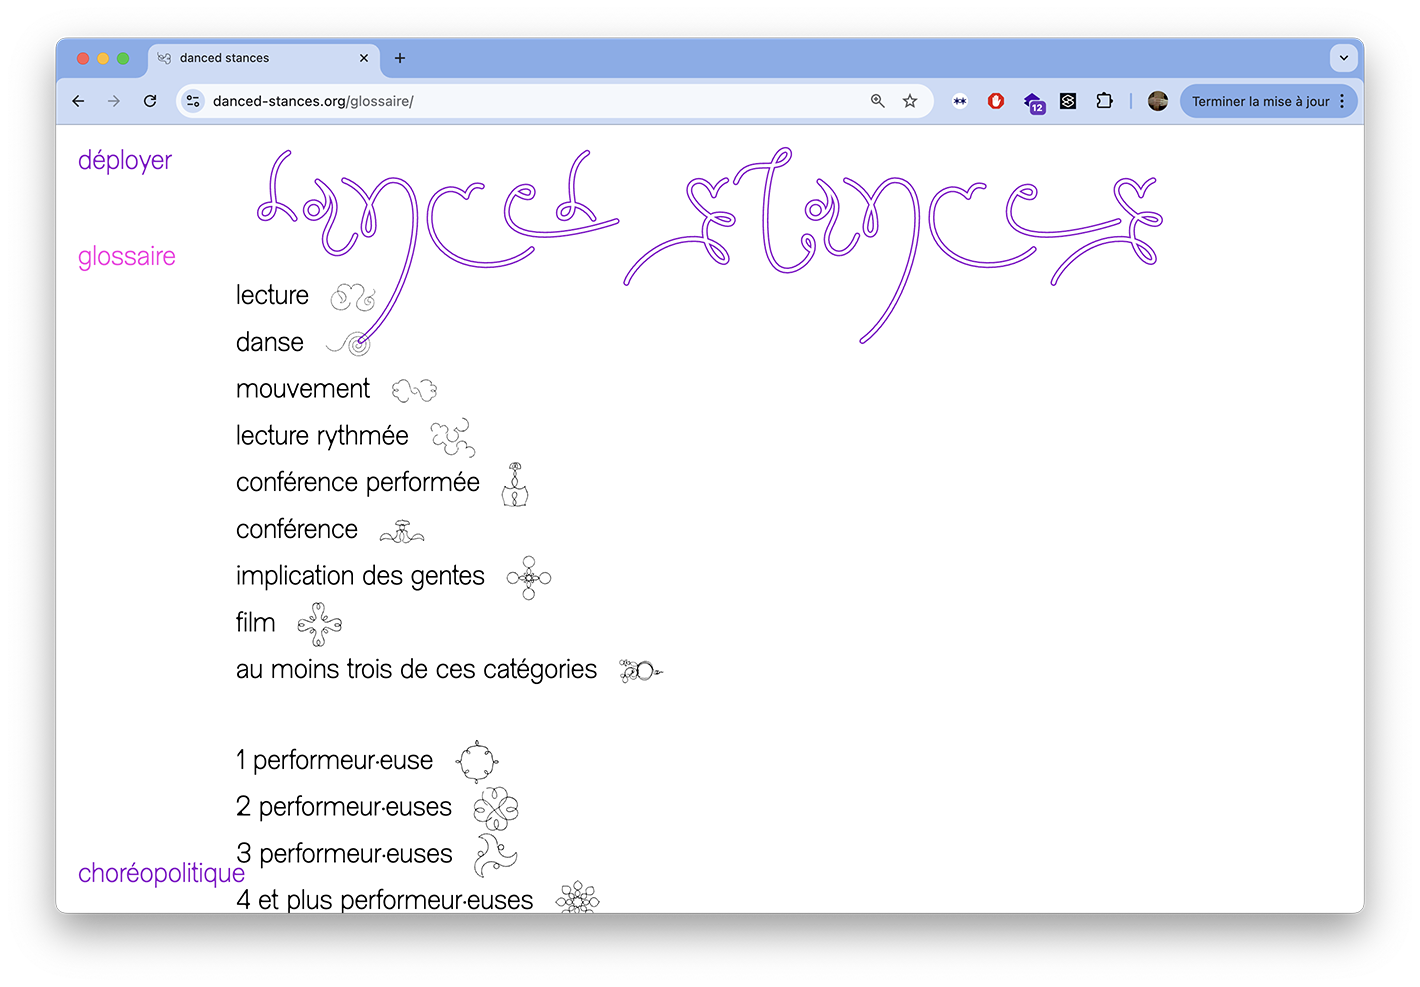 danced stances
danced-stances.org/glossaire/
12
Terminer la mise à jour
déployer
danced stances
glossaire
lecture
danse
mouvement
lecture rythmée
conférence performée
conférence
implication des gentes
film
au moins trois de ces catégories
1 performeur·euse
2 performeur·euses
3 performeur·euses
choréopolitique
4 et plus performeur·euses